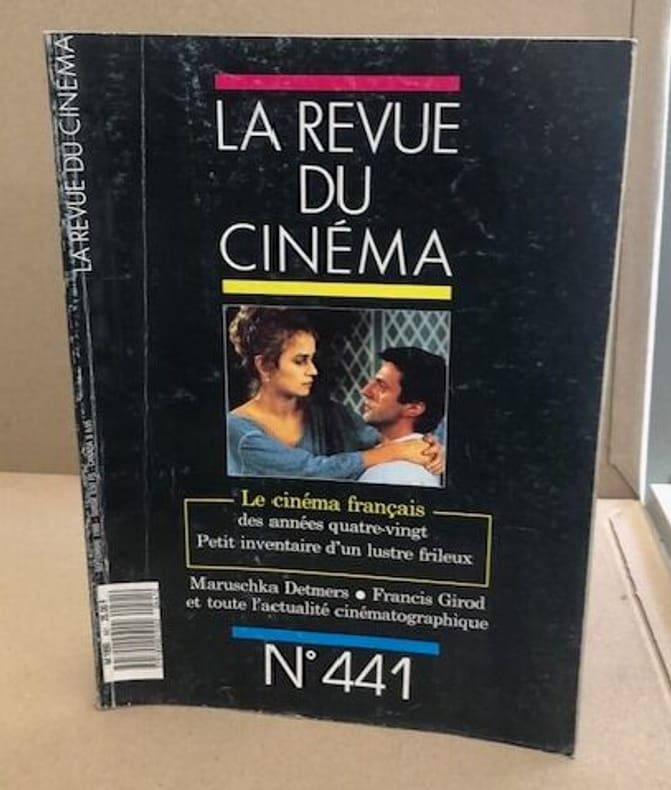 LA REVUE DU CINEMA
LA REVUE
DU
CINÉMA
Le cinéma français
des années quatre-vingt
Petit inventaire d'un lustre frileux
Maruschka Detmers ● Francis Girod
et toute l'actualité cinématographique
N° 441